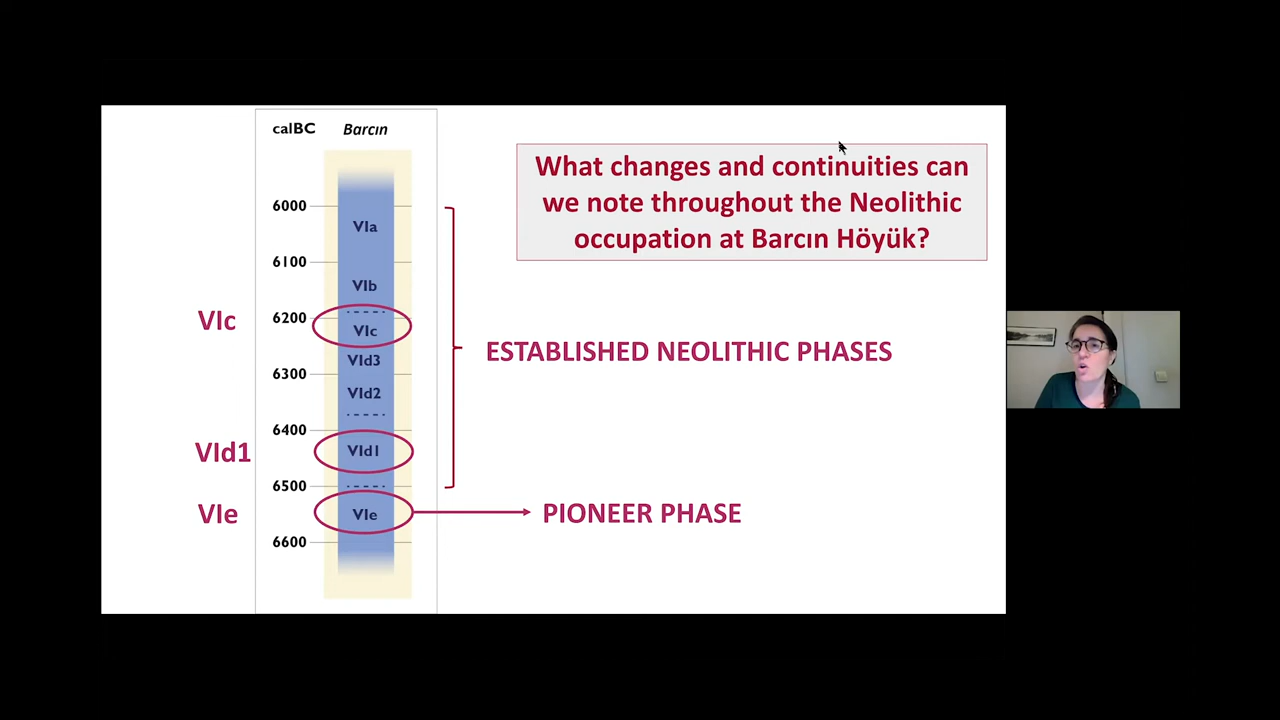 calBC Barcın
What changes and continuities can
we note throughout the Neolithic
occupation at Barcın Höyük?
6000
VIa
6100
VIb
6200
VIc
VIc
VId3
6300
VId2
ESTABLISHED NEOLITHIC PHASES
6400
VId1
VId1
6500
VIe
VIe
PIONEER PHASE
6600